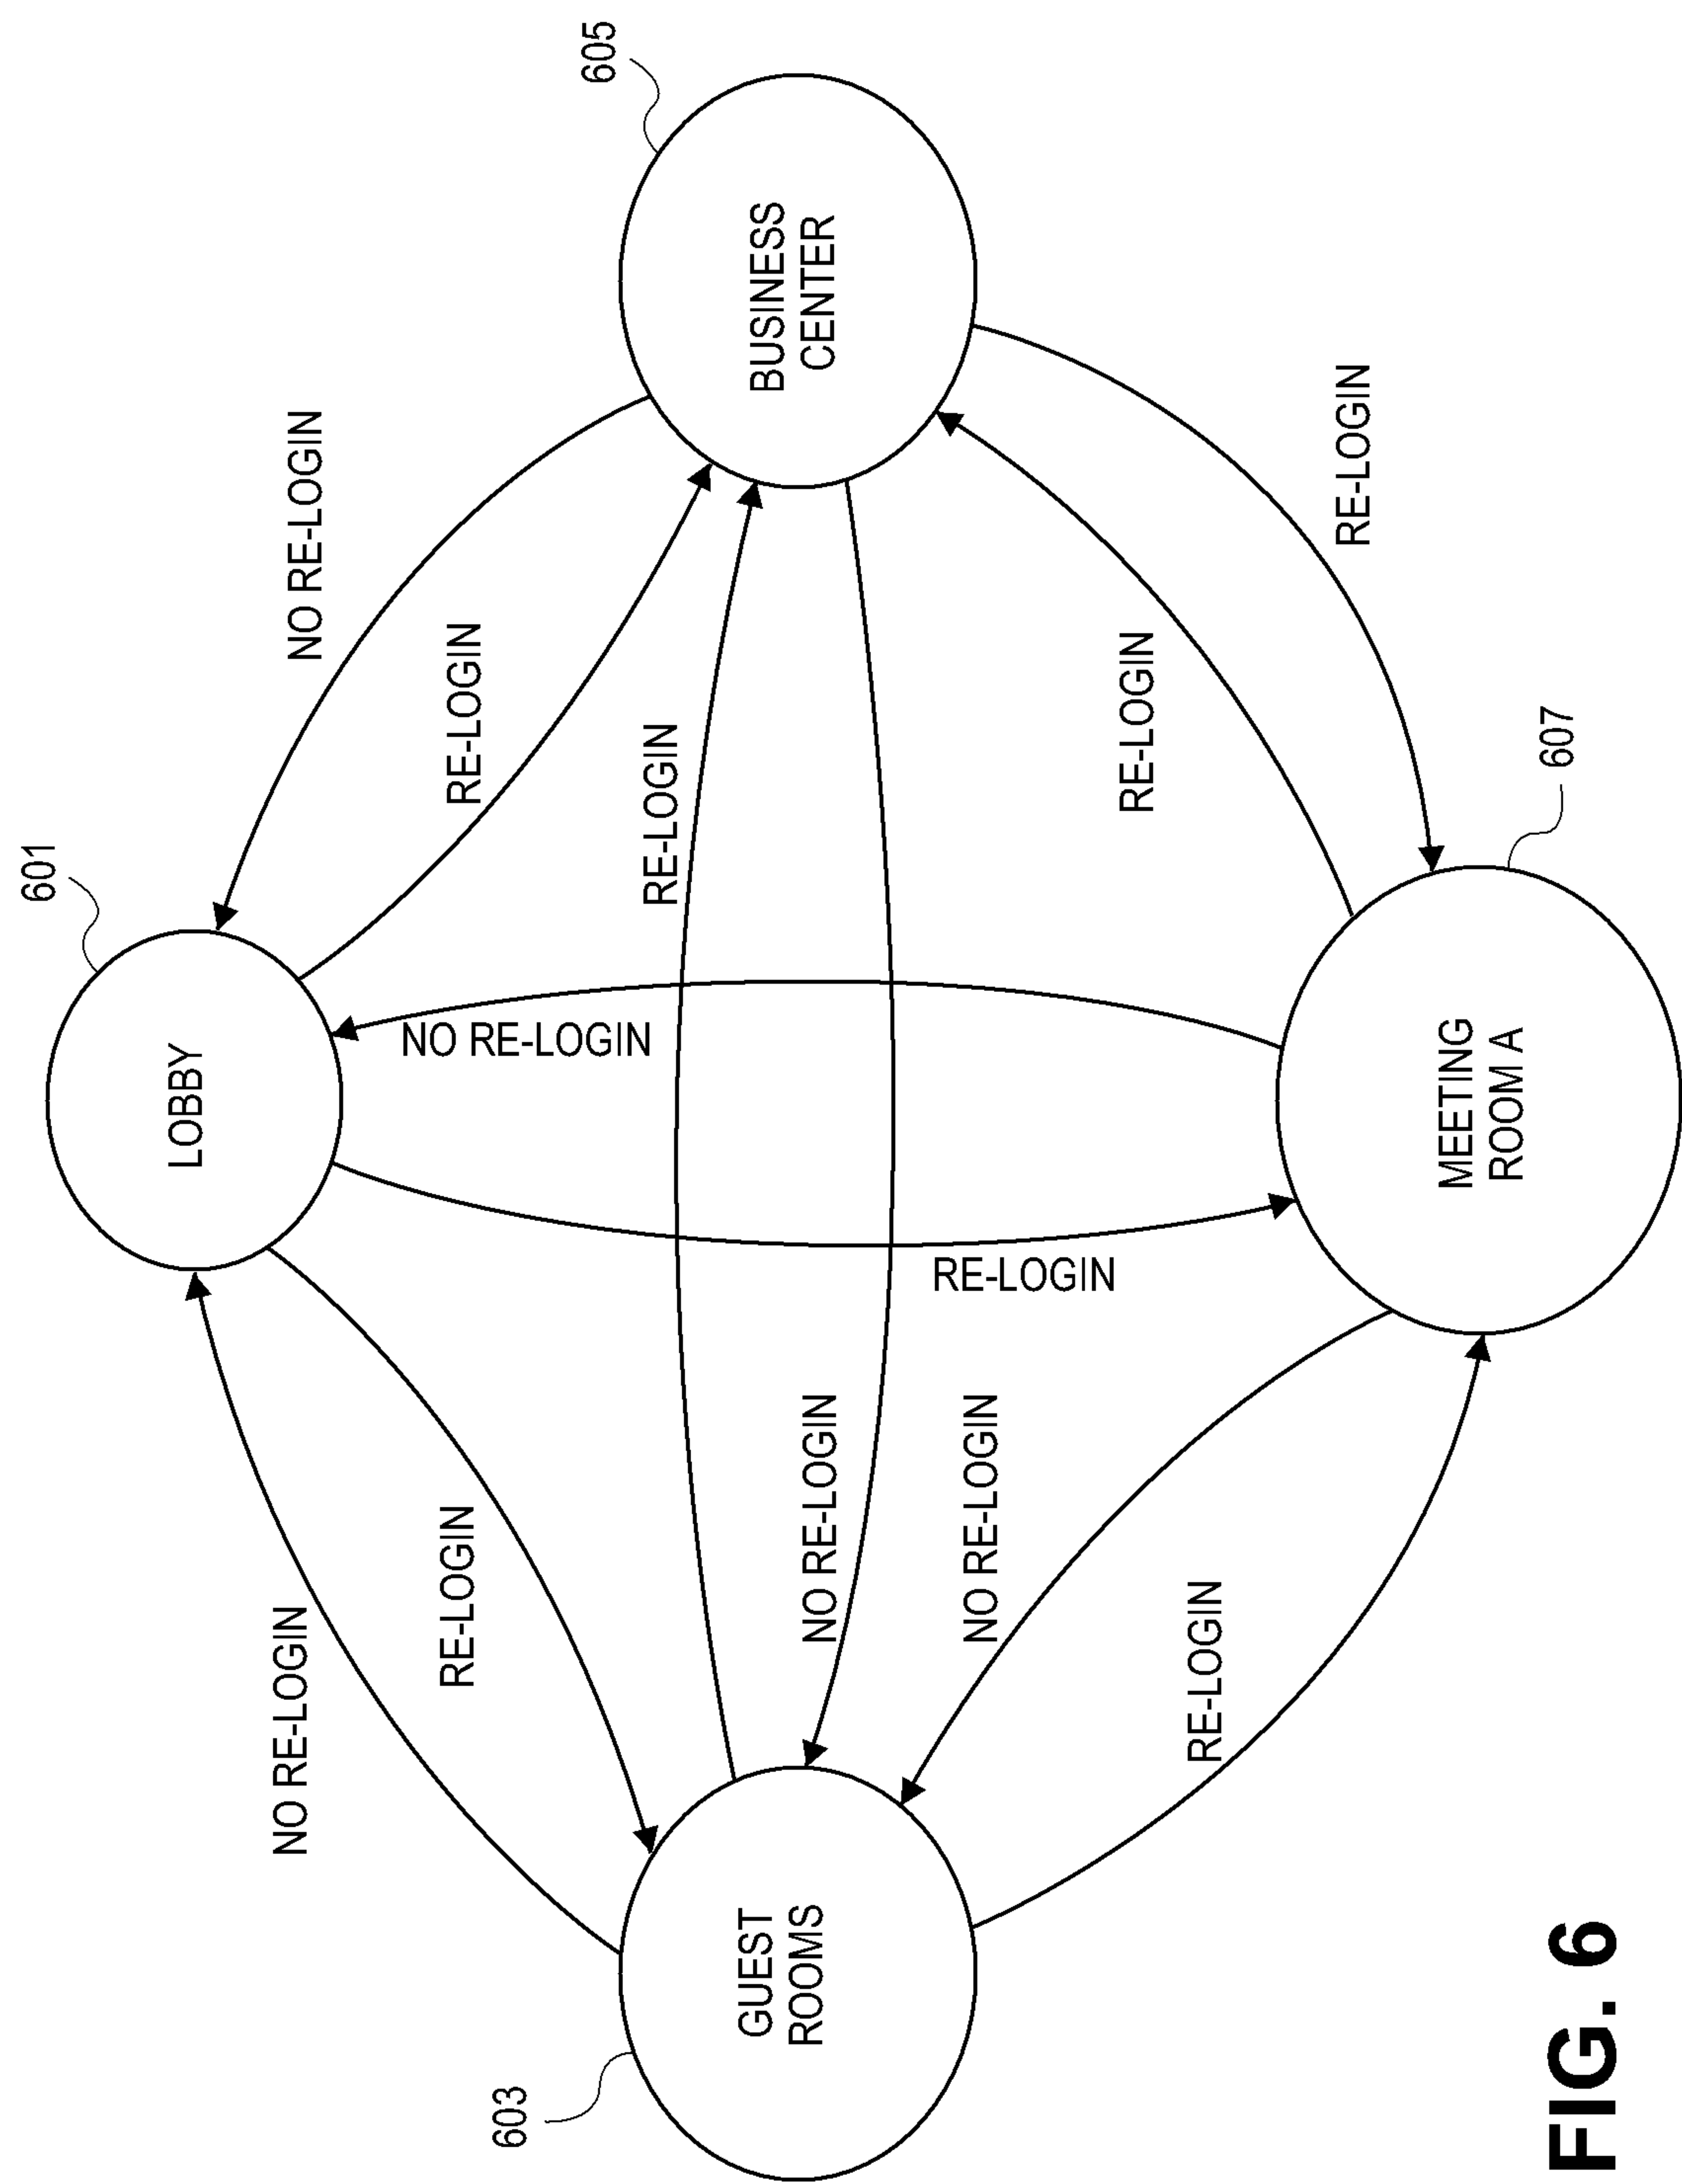 601
LOBBY
NO RE-LOGIN
NO RE-LOGIN
RE-LOGIN
RE-LOGIN
603
NO RE-LOGIN
605
RE-LOGIN
GUEST
ROOMS
BUSINESS
CENTER
NO RE-LOGIN
NO RE-LOGIN
RE-LOGIN
RE-LOGIN
RE-LOGIN
RE-LOGIN
MEETING
ROOM A
607
FIG. 6